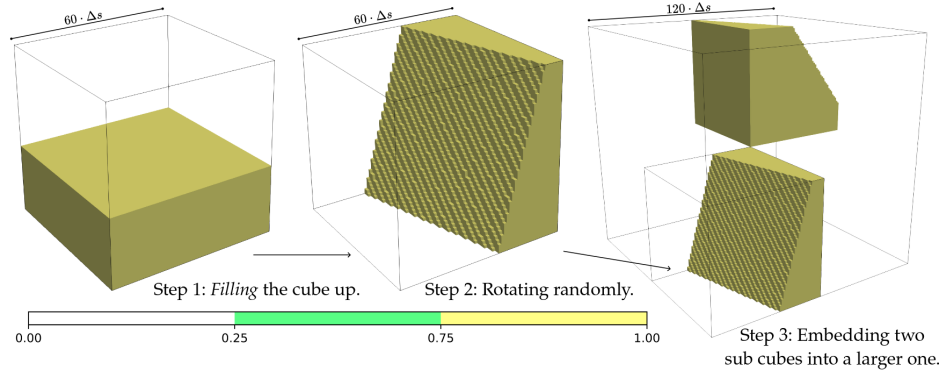 60 · Δs
60 · Δs
120 · Δs
Step 1: Filling the cube up.
Step 2: Rotating randomly.
0.00
0.25
0.75
1.00
Step 3: Embedding two
sub cubes into a larger one.